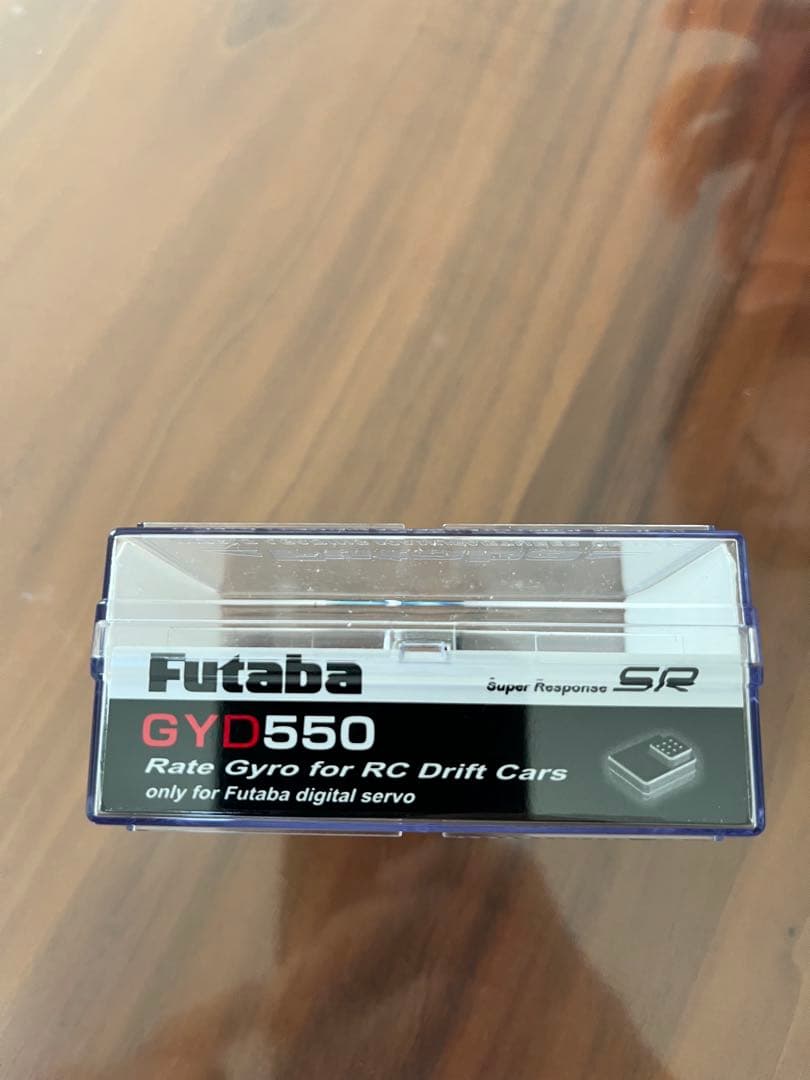 Futaba
Super Response SR
GYD550
Rate Gyro for RC Drift Cars
only for Futaba digital servo